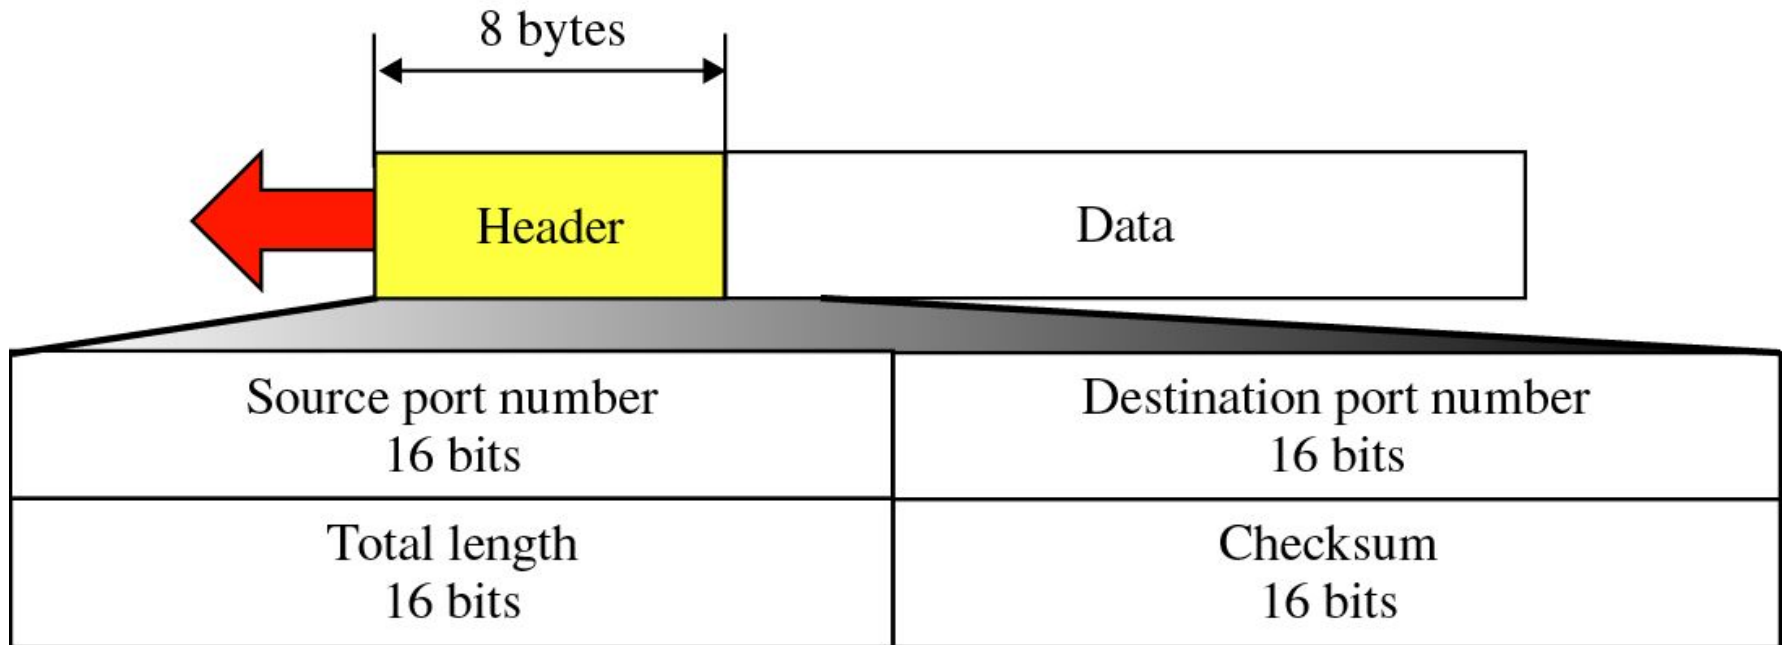 8 bytes
Header
Data
Source port number
16 bits
Destination port number
16 bits
Total length
16 bits
Checksum
16 bits